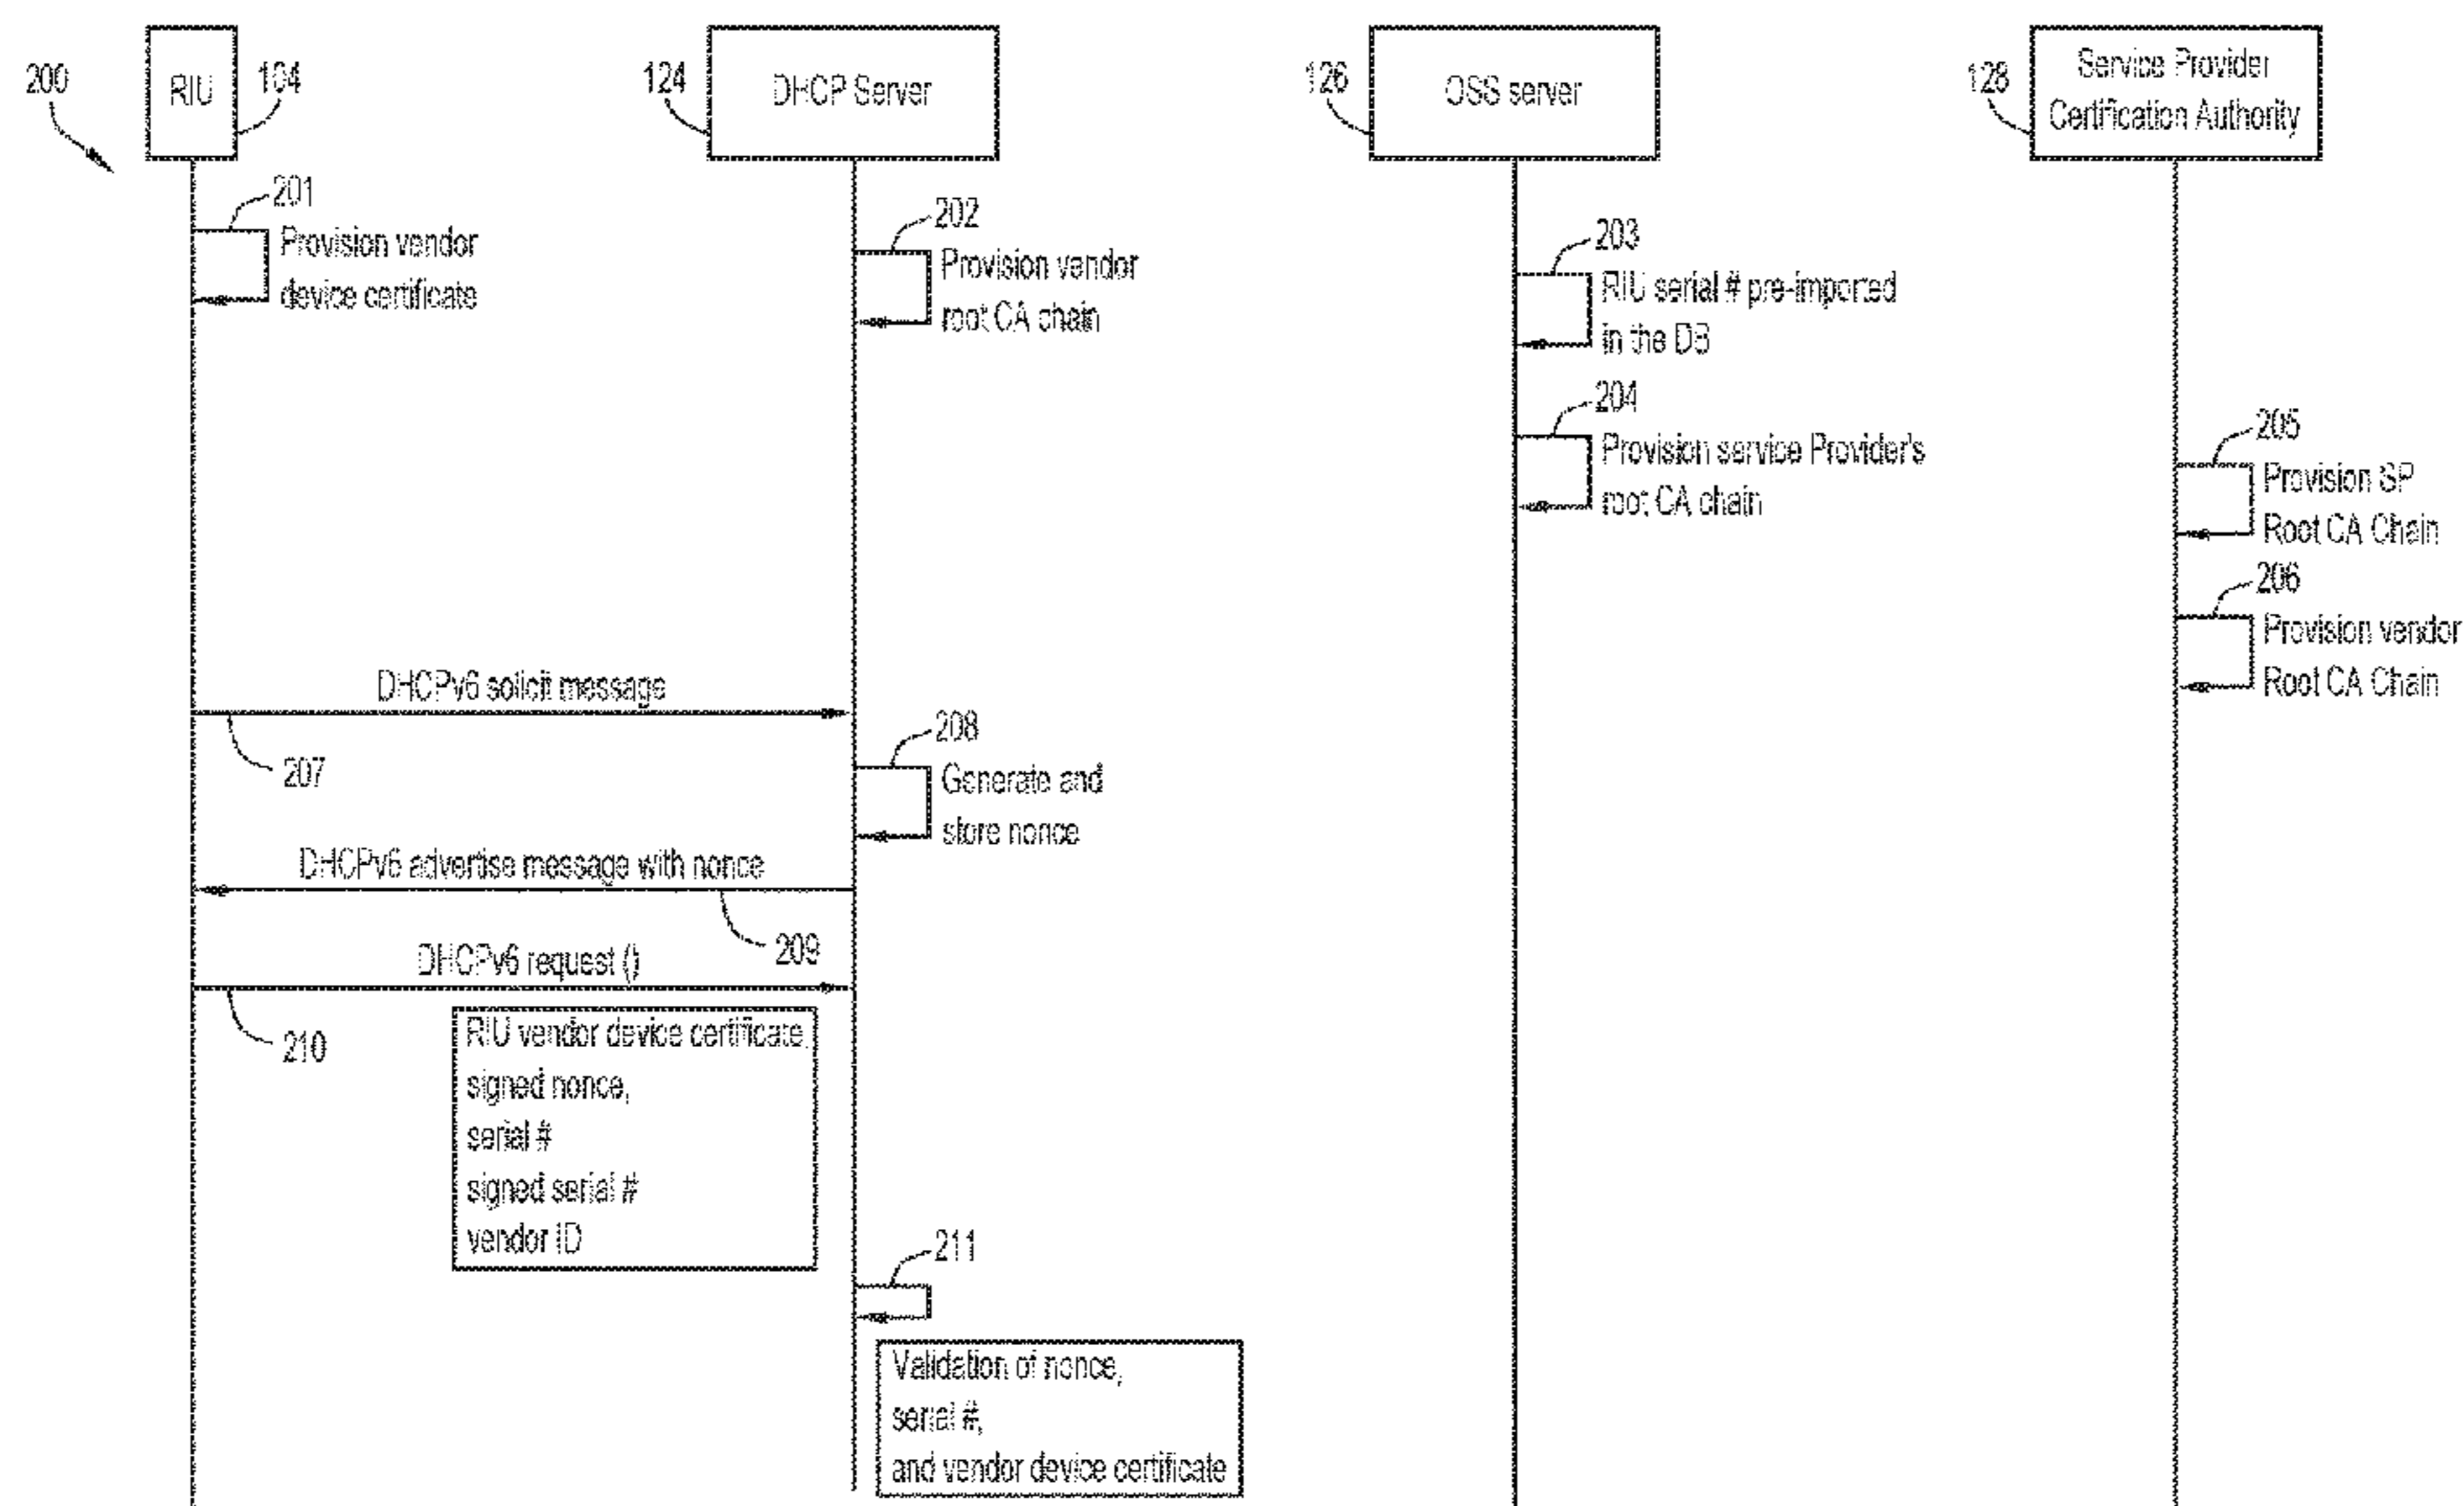 200
RIU
104
124
DHCP Server
126
OSS server
128
Service Provider
Certification Authority
201
Provision vendor
device certificate
202
Provision vendor
root CA chain
203
RIU serial # pre-imported
in the DB
204
Provision service Provider's
root CA chain
205
Provision SP
Root CA Chain
206
Provision vendor
Root CA Chain
DHCPv6 solicit message
207
208
Generate and
store nonce
DHCPv6 advertise message with nonce
209
DHCPv6 request ()
210
RIU vendor device certificate,
signed nonce,
serial #
signed serial #
vendor ID
211
Validation of nonce,
serial #,
and vendor device certificate